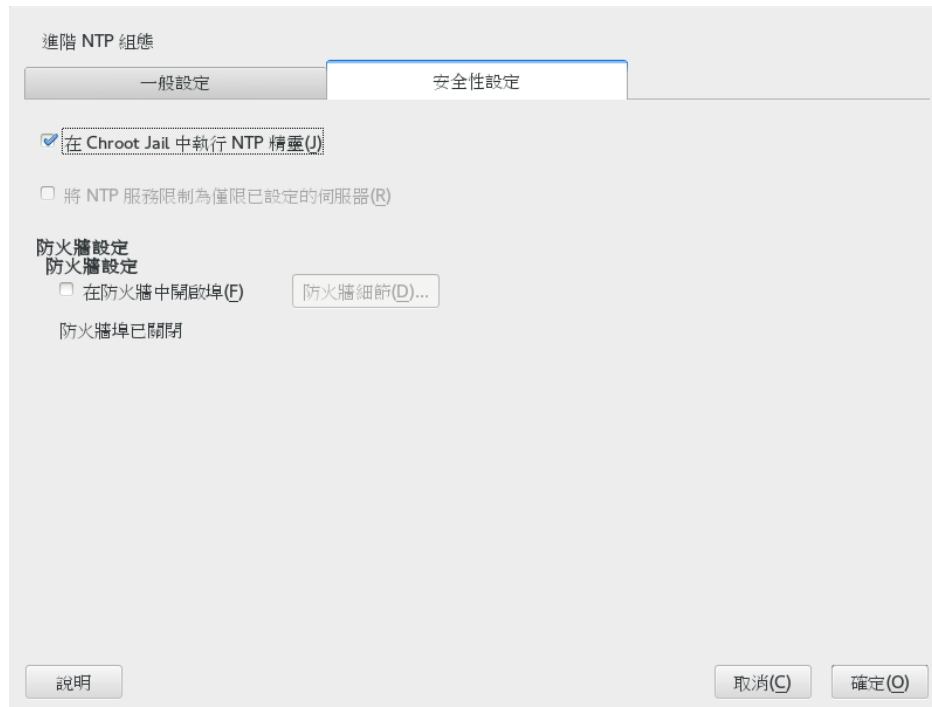 進階 NTP 組態
一般設定
安全性設定
在 Chroot Jail 中執行 NTP 精靈(J)
將 NTP 服務限制為僅限已設定的伺服器(R)
防火牆設定
防火牆設定
在防火牆中開啟埠(F)
防火牆細節(D)...
防火牆埠已關閉
說明
取消(C)
確定(O)